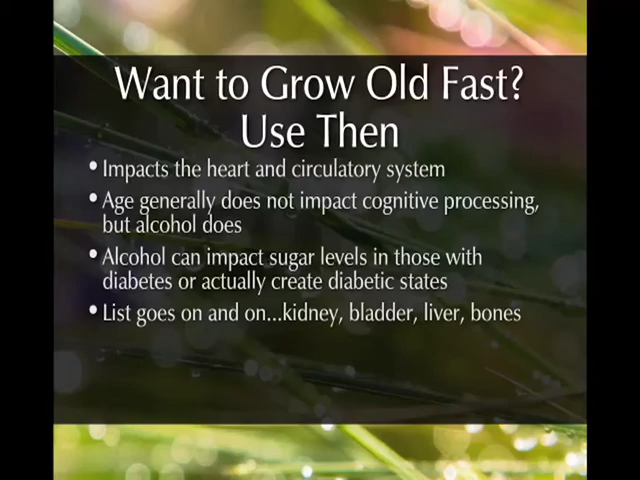 Want to Grow Old Fast?
Use Then
• Impacts the heart and circulatory system
• Age generally does not impact cognitive processing,
but alcohol does
• Alcohol can impact sugar levels in those with
diabetes or actually create diabetic states
• List goes on and on...kidney, bladder, liver, bones